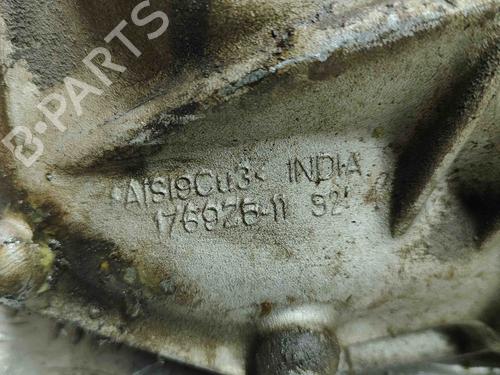 B-PARTS
>AlSi9Cu3< INDIA
176926-11 92